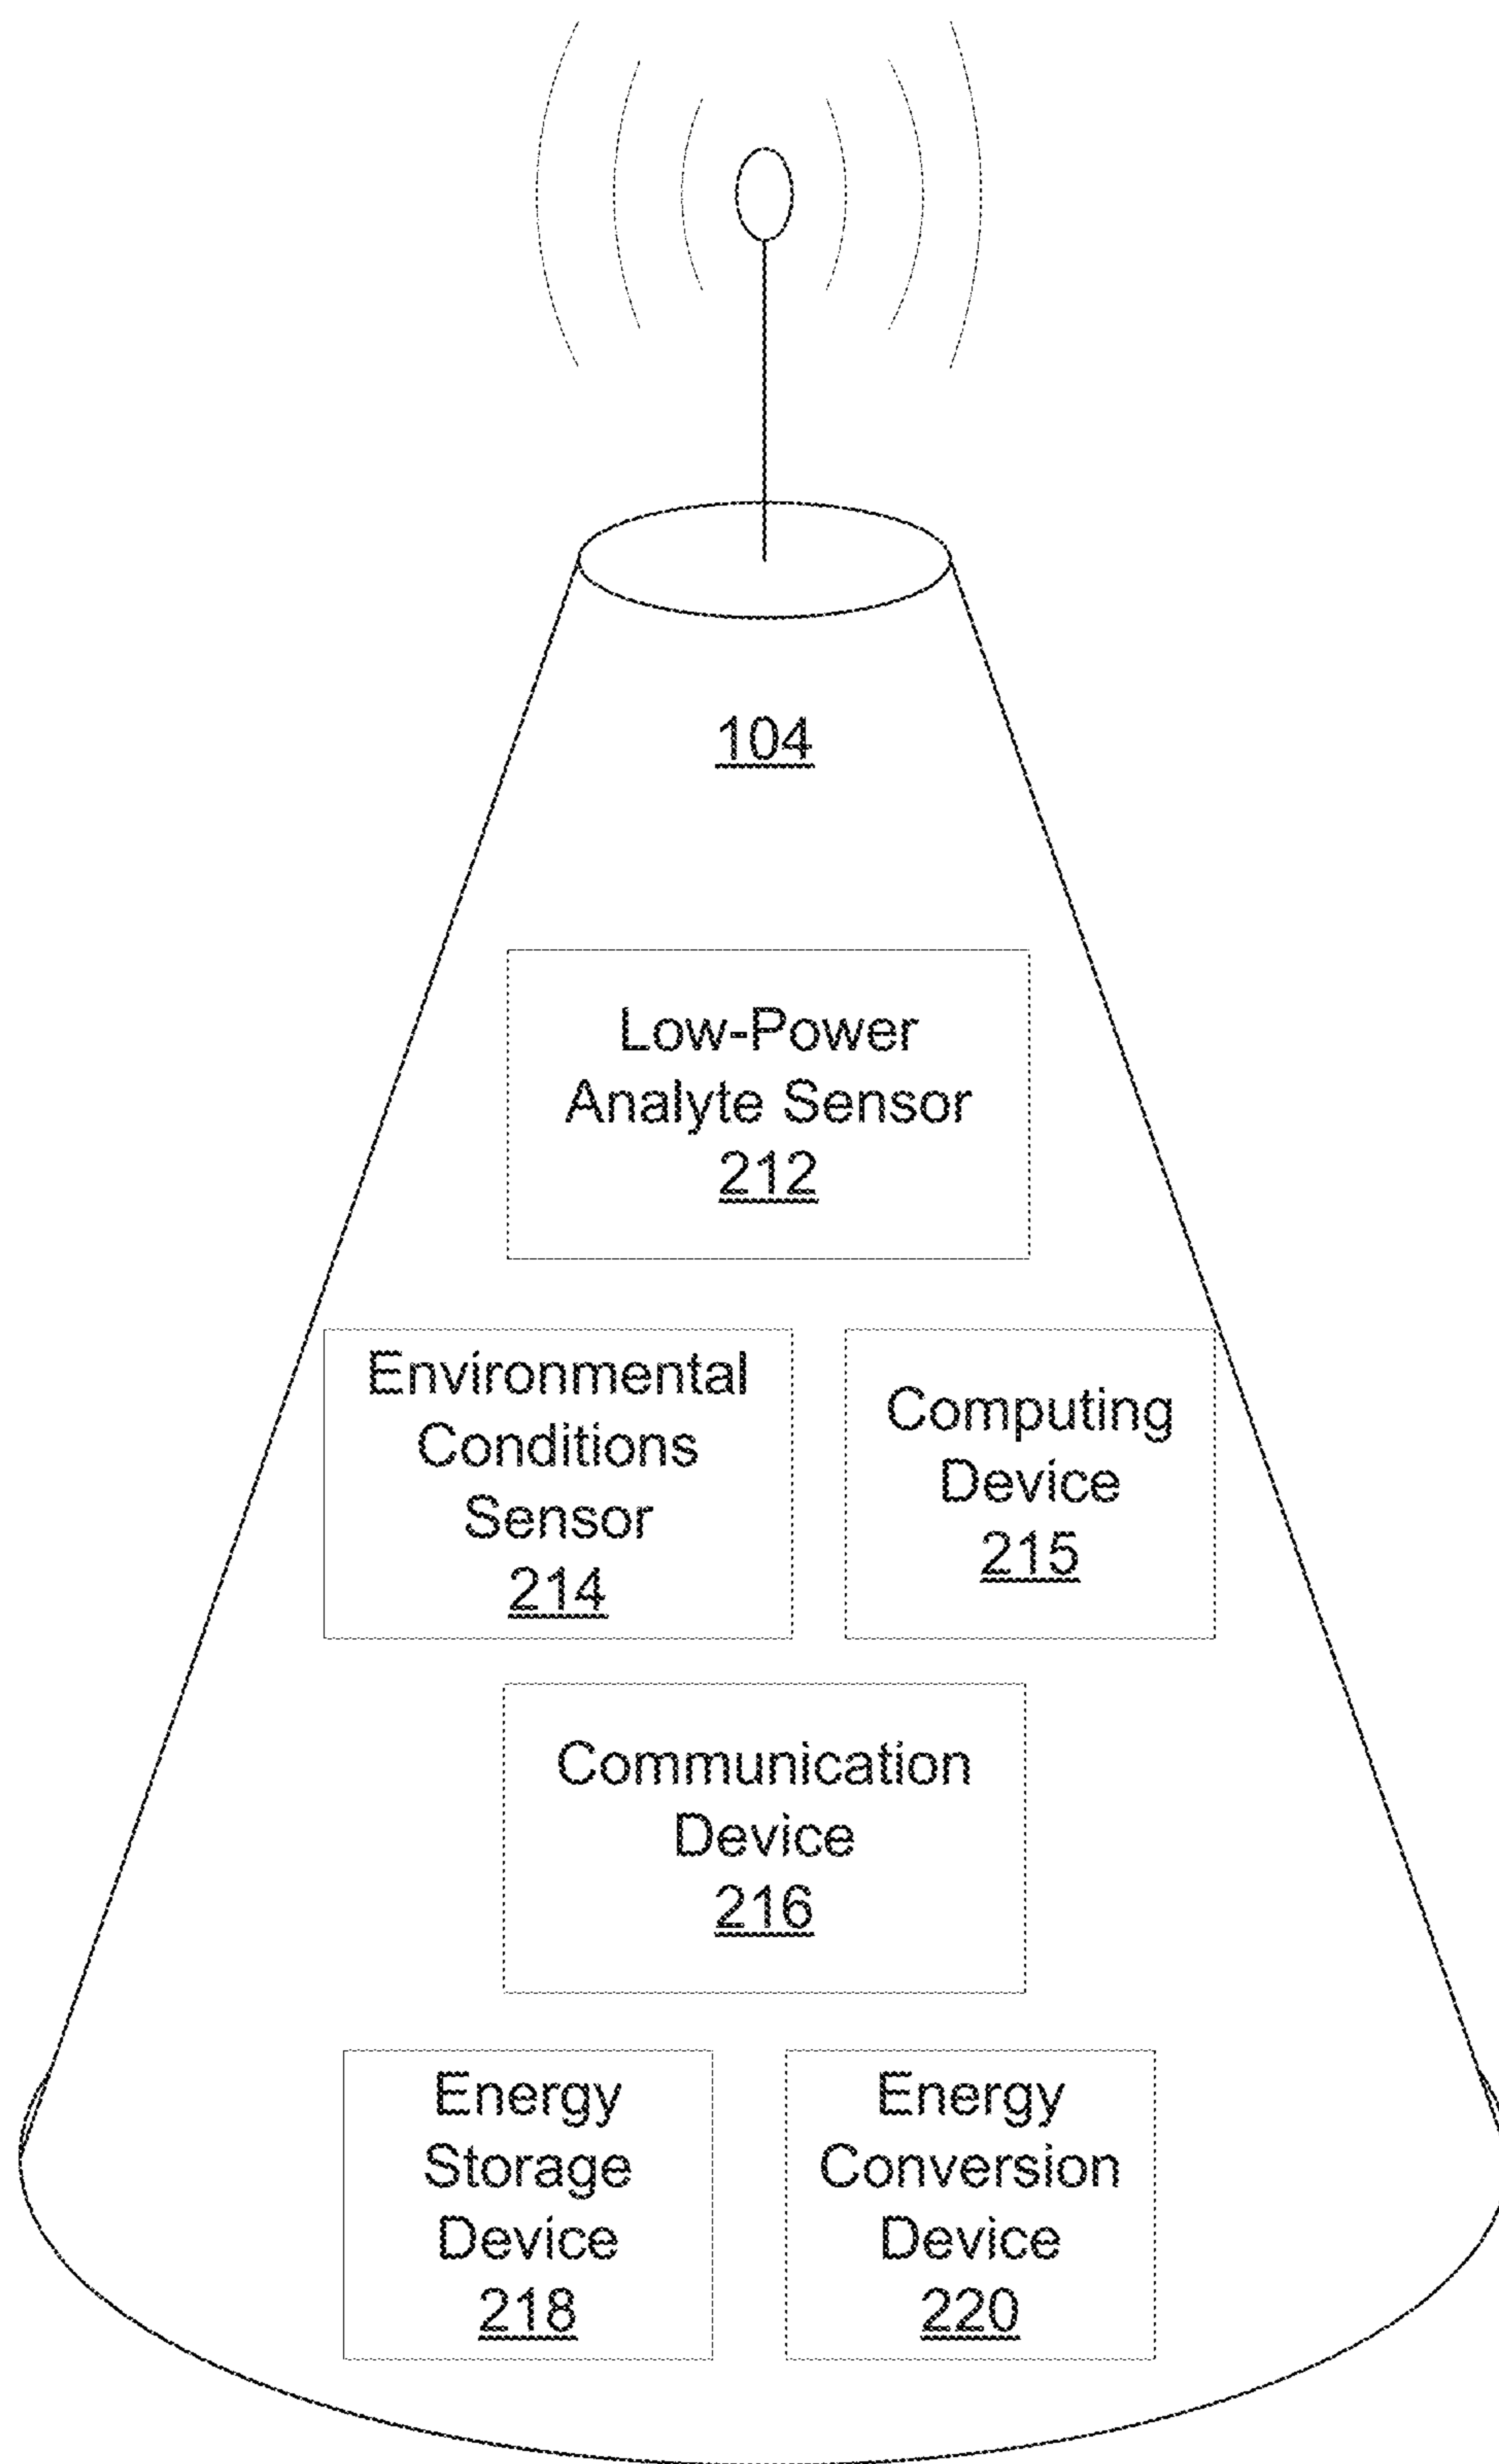 104
Low-Power
Analyte Sensor
212
Environmental
Conditions
Sensor
214
Computing
Device
215
Communication
Device
216
Energy
Storage
Device
218
Energy
Conversion
Device
220